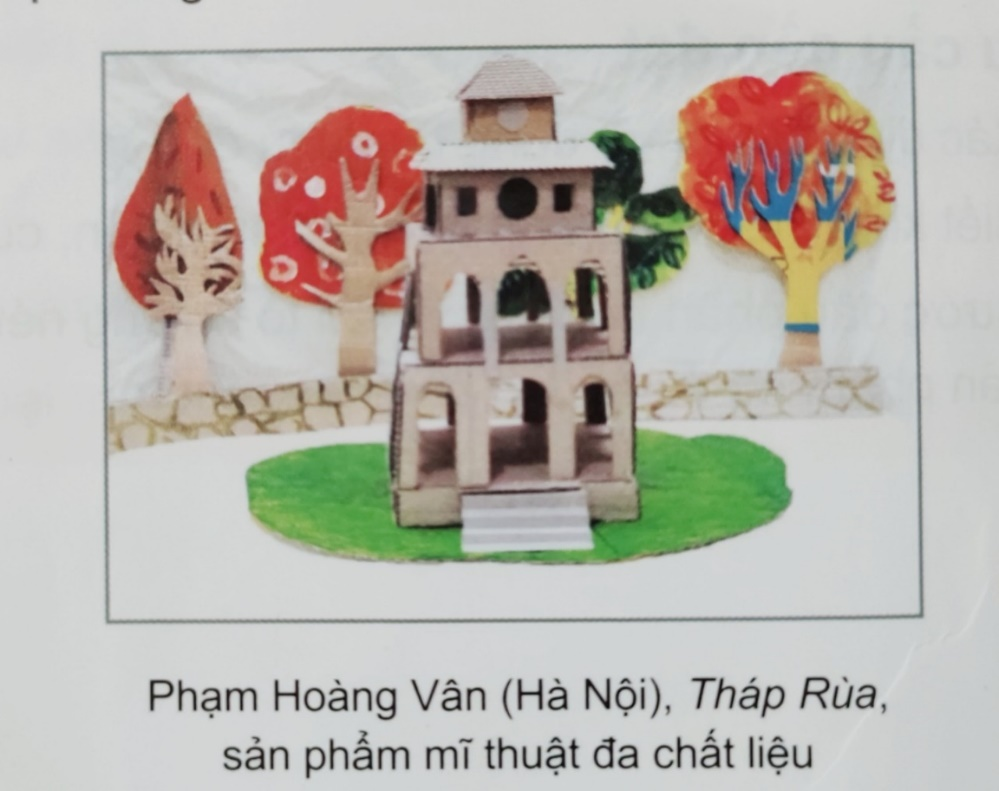 Phạm Hoàng Vân (Hà Nội), Tháp Rùa,
sản phẩm mĩ thuật đa chất liệu